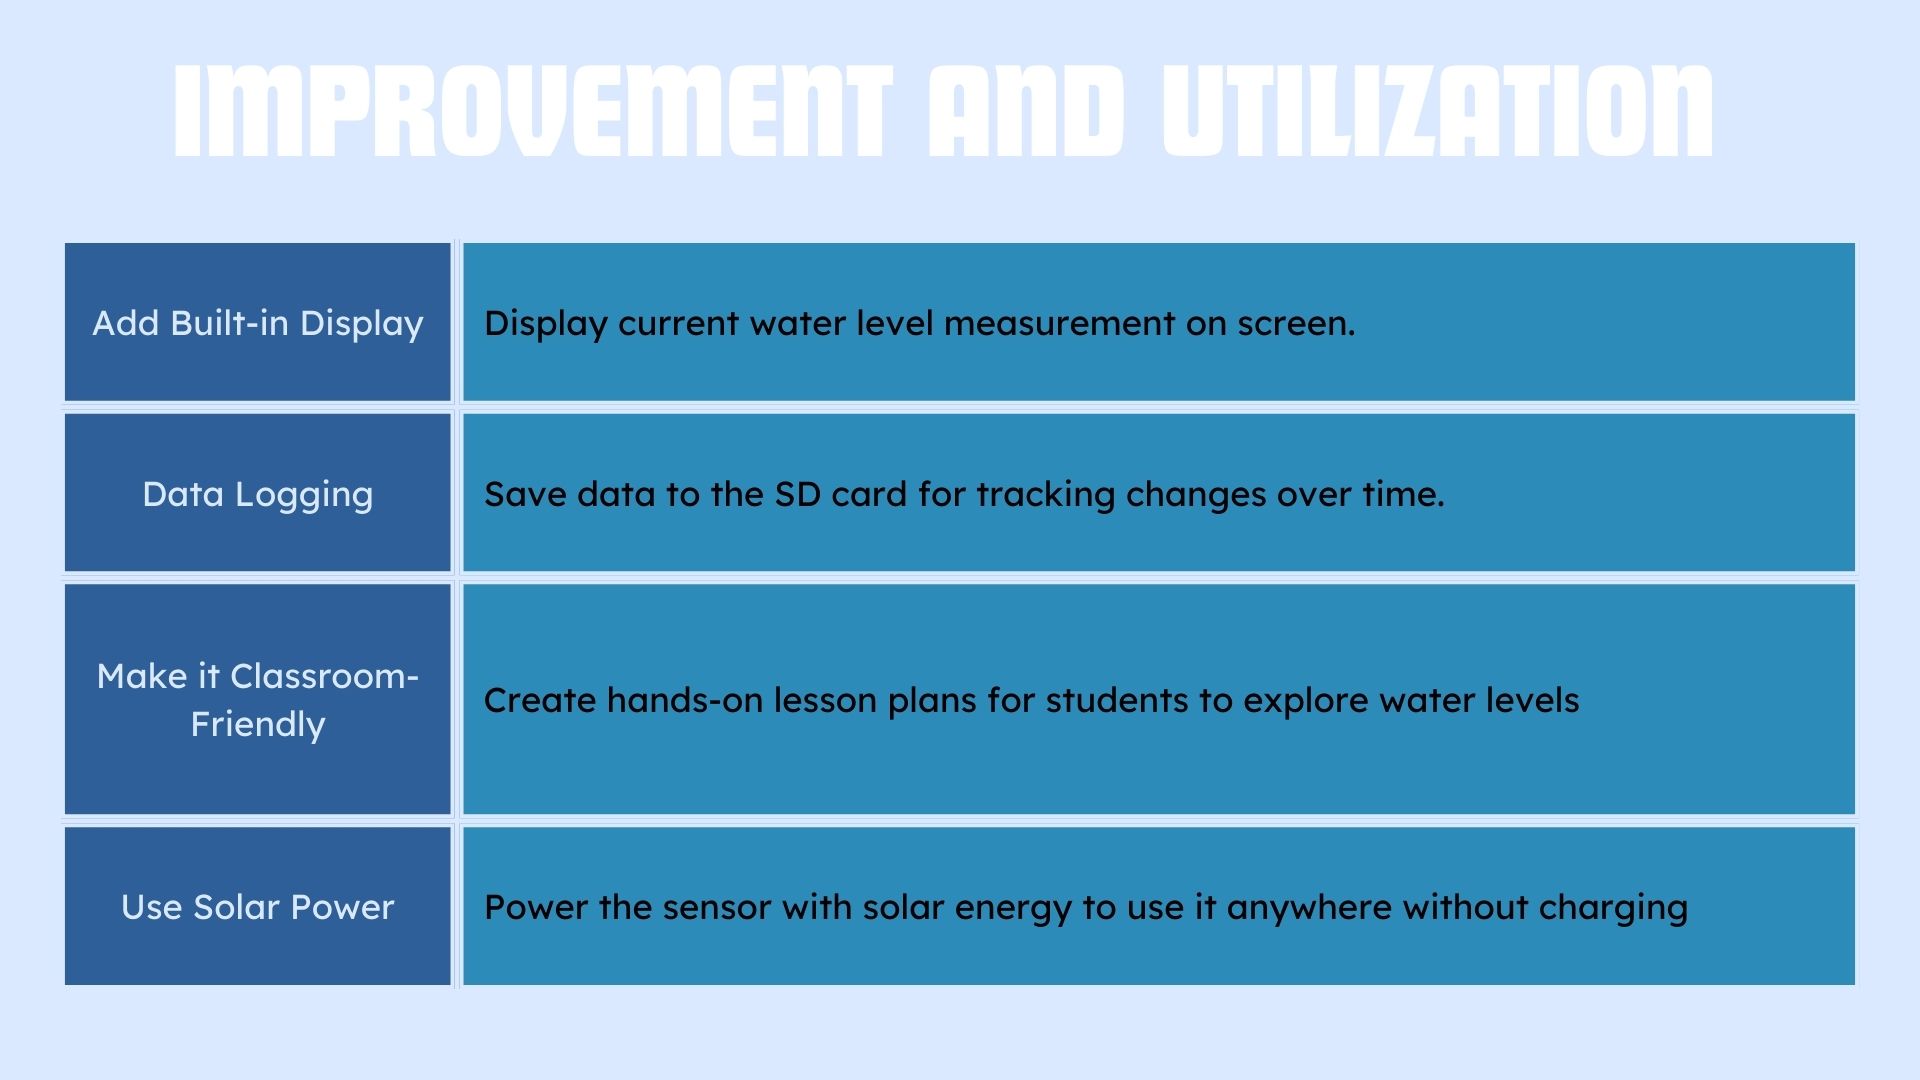 IMPROVEMENT AND UTILIZATION
Add Built-in Display
Display current water level measurement on screen.
Data Logging
Save data to the SD card for tracking changes over time.
Make it Classroom-
Friendly
Create hands-on lesson plans for students to explore water levels
Use Solar Power
Power the sensor with solar energy to use it anywhere without charging